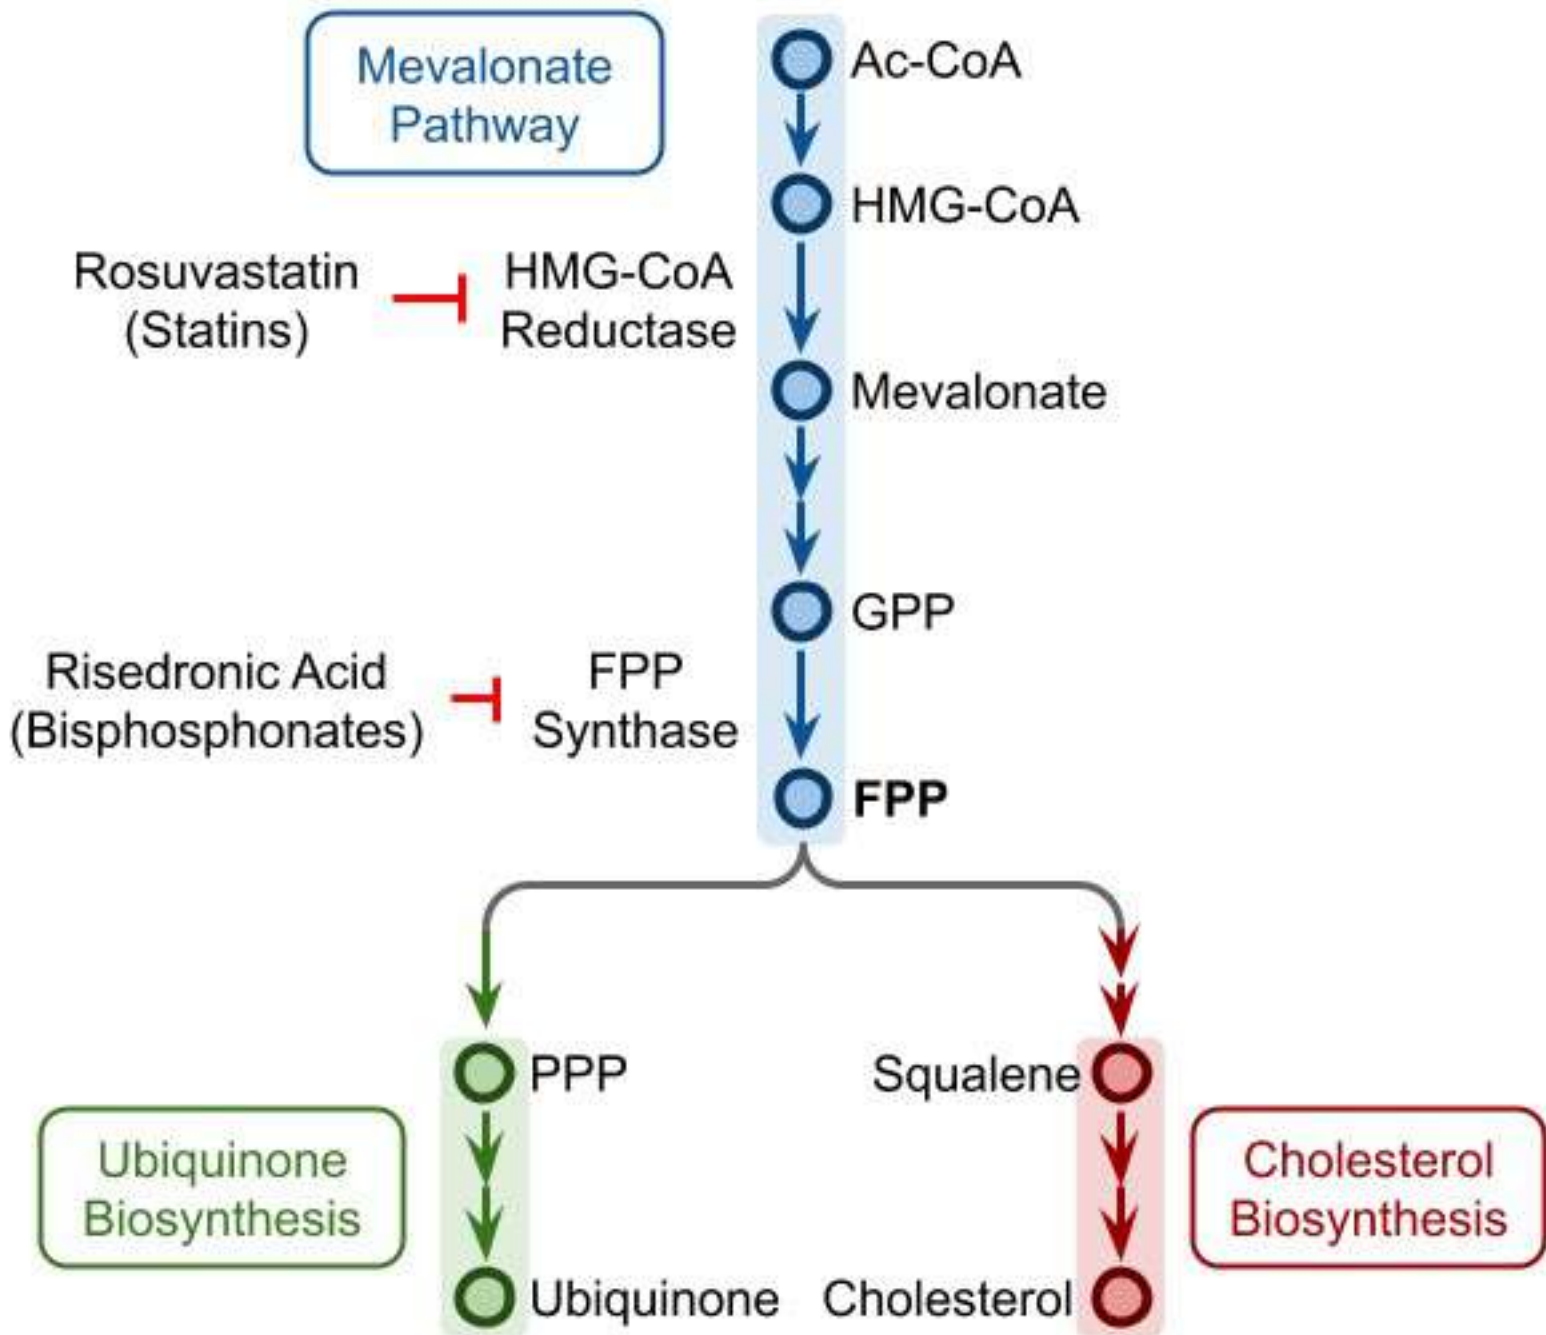 Mevalonate
Pathway
Ac-CoA
HMG-CoA
Rosuvastatin
(Statins)
HMG-CoA
Reductase
Mevalonate
GPP
Risedronic Acid
(Bisphosphonates)
FPP
Synthase
FPP
PPP
Squalene
Ubiquinone
Biosynthesis
Cholesterol
Biosynthesis
Ubiquinone
Cholesterol